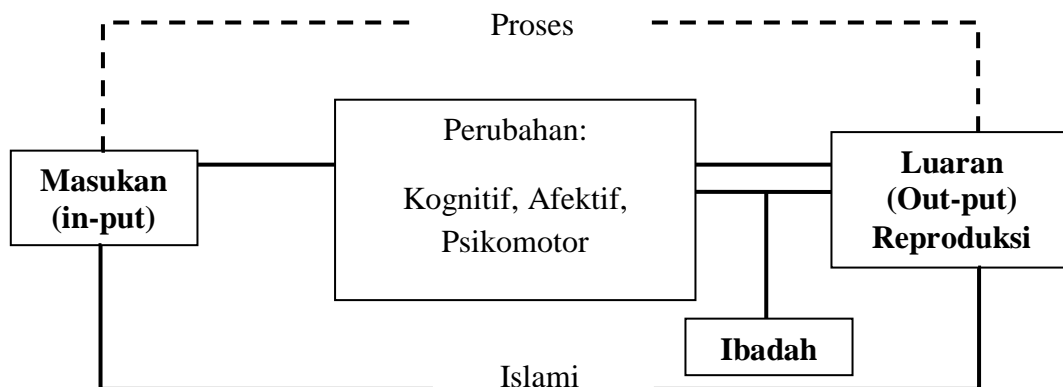 Proses
Perubahan:
Kognitif, Afektif,
Psikomotor
Masukan
(in-put)
Luaran
(Out-put)
Reproduksi
Ibadah
Islami